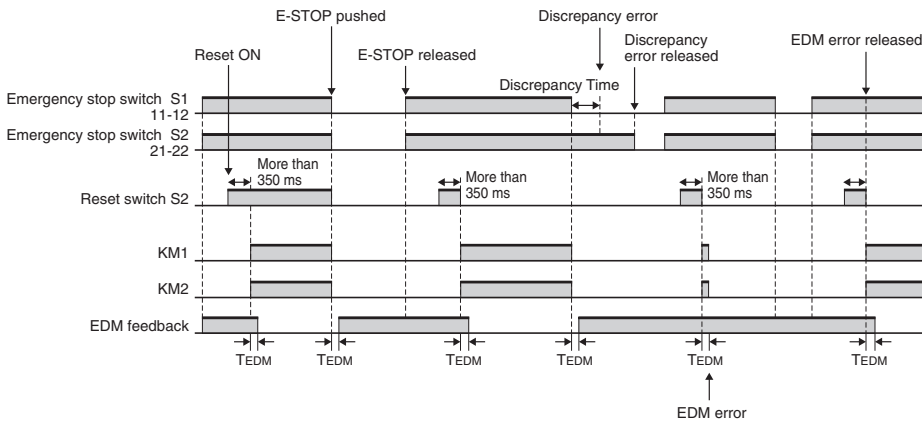 E-STOP pushed
Discrepancy error
Reset ON
E-STOP released
Discrepancy
error released
EDM error released
Discrepancy Time
Emergency stop switch S1
11-12
Emergency stop switch S2
21-22
More than
350 ms
More than
350 ms
More than
350 ms
Reset switch S2
KM1
KM2
EDM feedback
TEDM
TEDM
TEDM
TEDM
TEDM
TEDM
EDM error